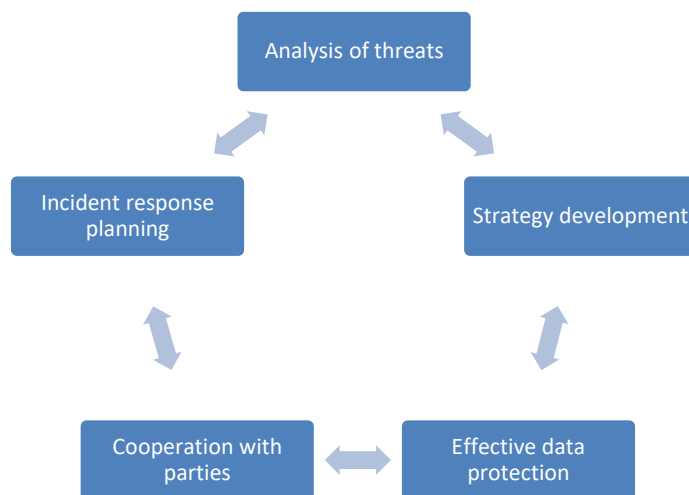 Analysis of threats
Incident response
planning
Strategy development
Cooperation with
parties
Effective data
protection